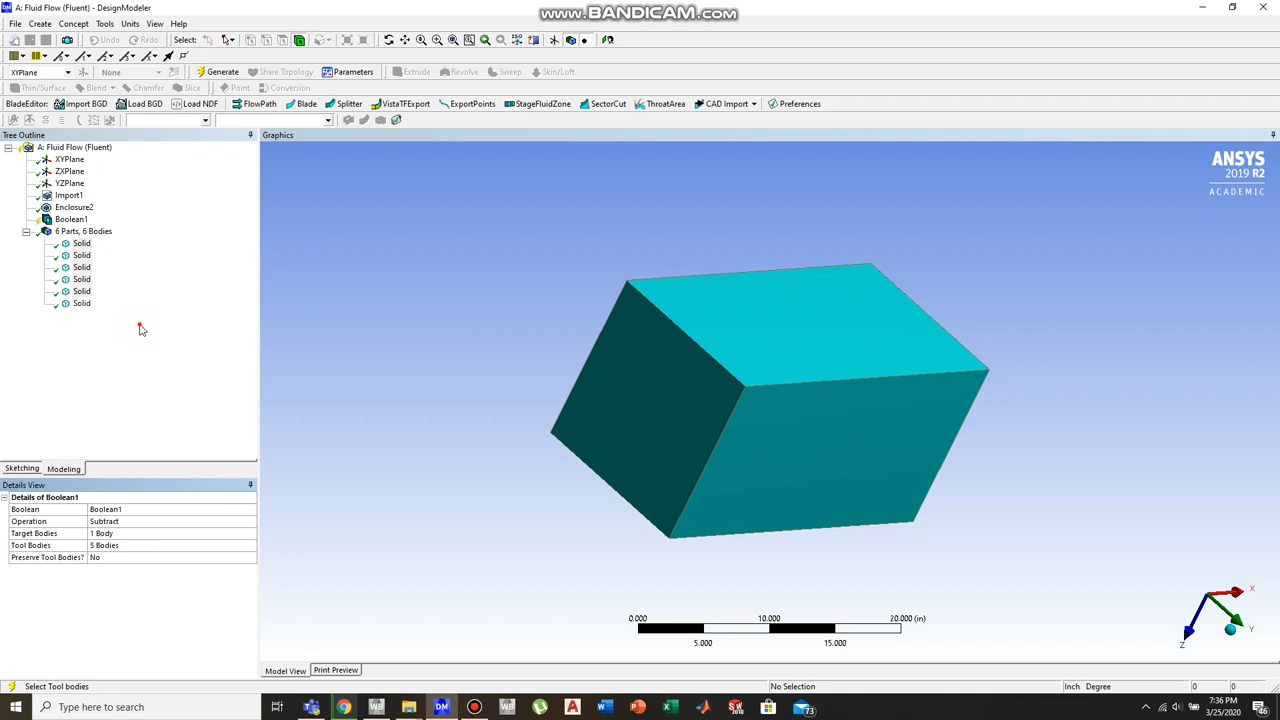 A: Fluid Flow (Fluent) - DesignModeler
www.BANDICAM.com
File Create Concept Tools Units View Help
Undo Redo Select:
XYPlane None Generate Share Topology Parameters Extrude Revolve Sweep Skin/Loft
Thin/Surface Blend Chamfer Slice Point Conversion
BladeEditor: Import BGD Load BGD Load NDF FlowPath Blade Splitter VistaTFExport ExportPoints StageFluidZone SectorCut ThroatArea CAD Import Preferences
Tree Outline
Graphics
A: Fluid Flow (Fluent)
XYPlane
ZXPlane
YZPlane
Import1
Enclosure2
Boolean1
6 Parts, 6 Bodies
Solid
Solid
Solid
Solid
Solid
Solid
ANSYS
2019 R2
ACADEMIC
Sketching Modeling
Details View
Details of Boolean1
Boolean Boolean1
Operation Subtract
Target Bodies 1 Body
Tool Bodies 5 Bodies
Preserve Tool Bodies? No
0.000 10.000 20.000 (in)
5.000 15.000
X
Y
Z
Model View Print Preview
Select Tool bodies No Selection Inch Degree 0 0
Type here to search
7:36 PM
3/25/2020
73
46